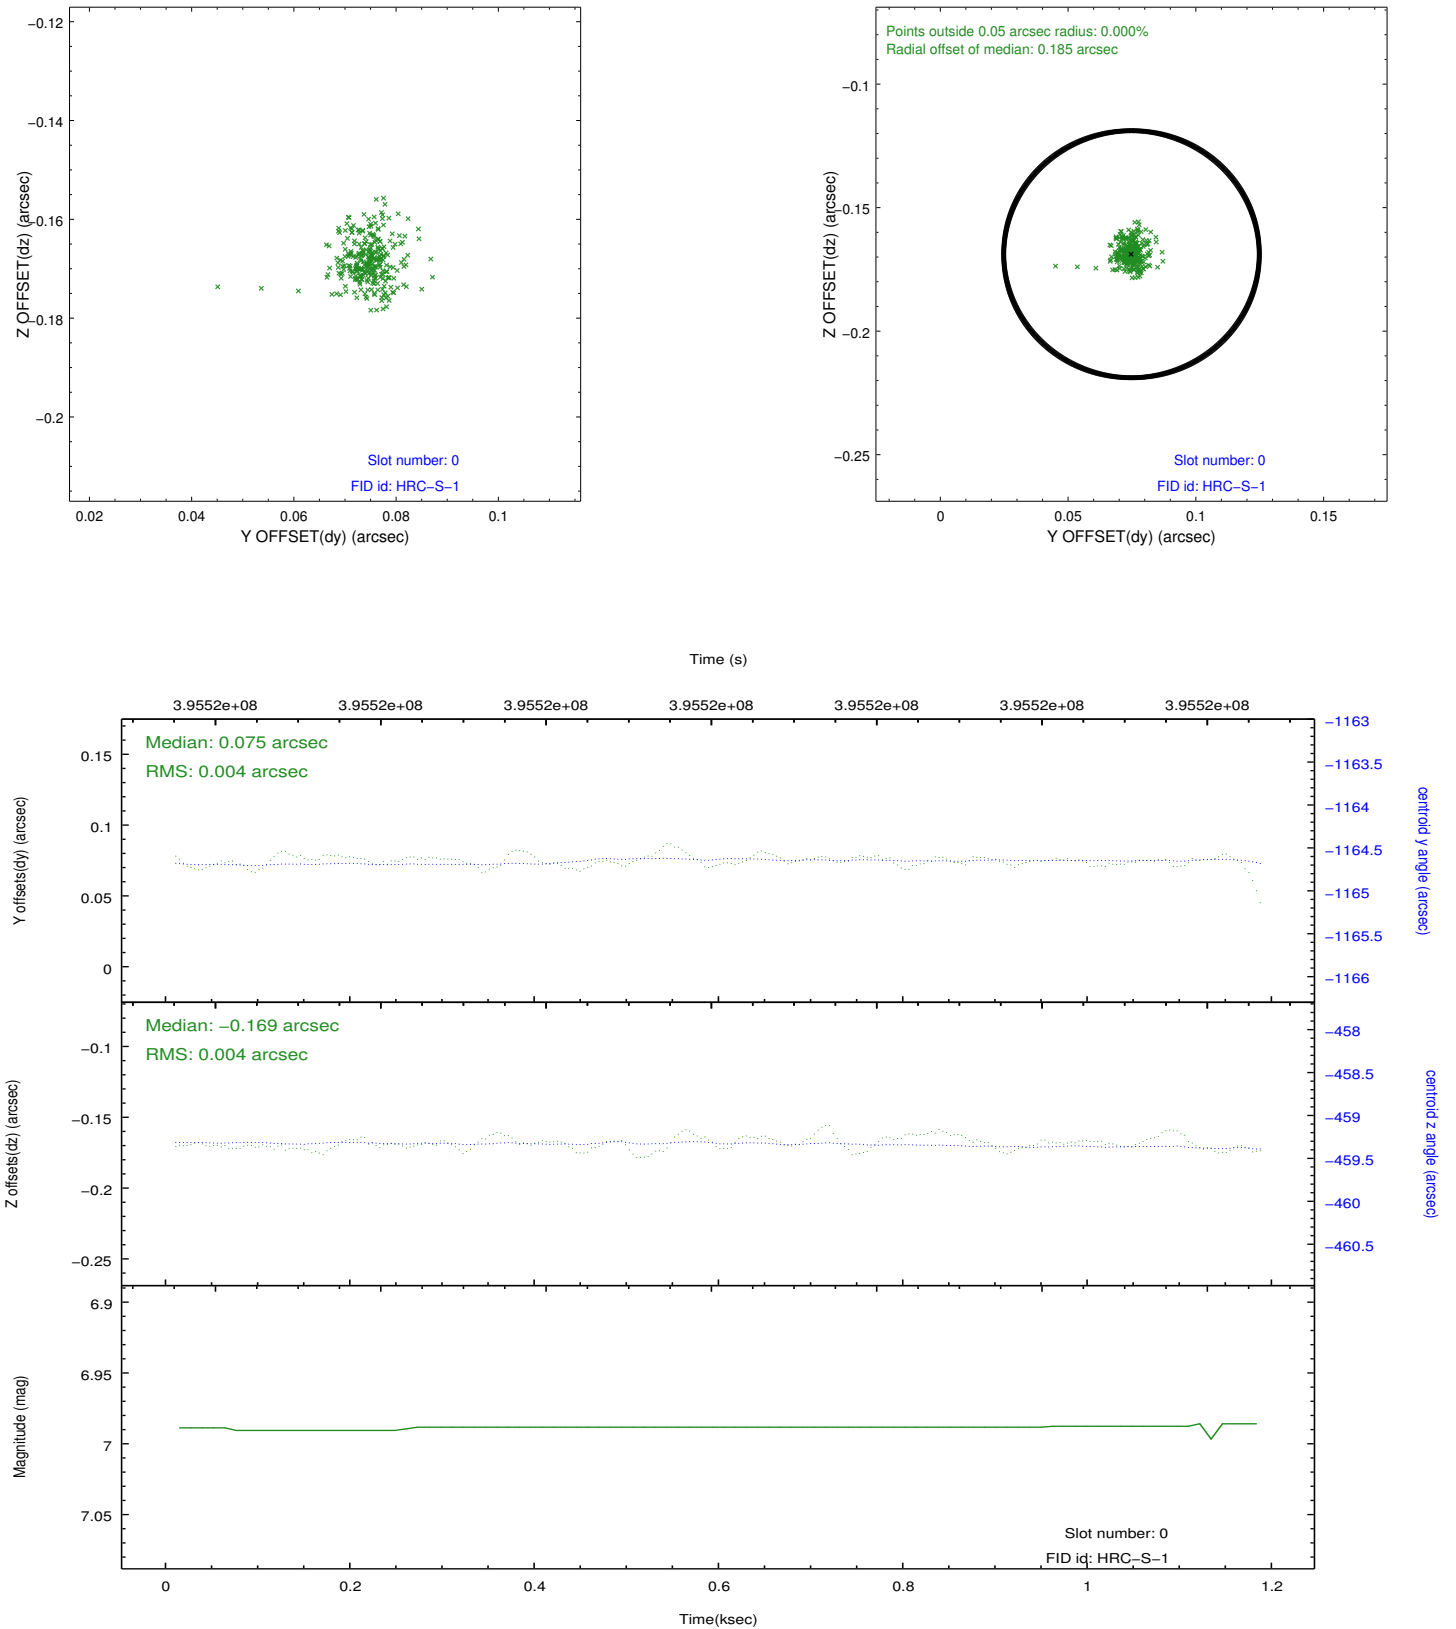 −0.12
−0.14
−0.16
−0.18
−0.2
Z OFFSET(dz) (arcsec)
Slot number: 0
FID id: HRC−S−1
0.02 0.04 0.06 0.08 0.1
Y OFFSET(dy) (arcsec)
Points outside 0.05 arcsec radius: 0.000%
Radial offset of median: 0.185 arcsec
−0.1
−0.15
−0.2
−0.25
Z OFFSET(dz) (arcsec)
Slot number: 0
FID id: HRC−S−1
0 0.05 0.1 0.15
Y OFFSET(dy) (arcsec)
Time (s)
3.9552e+08 3.9552e+08 3.9552e+08 3.9552e+08 3.9552e+08 3.9552e+08 3.9552e+08
Median: 0.075 arcsec
RMS: 0.004 arcsec
0.15
0.1
0.05
0
Y offsets(dy) (arcsec)
−1163
−1163.5
−1164
−1164.5
−1165
−1165.5
−1166
centroid y angle (arcsec)
Median: −0.169 arcsec
RMS: 0.004 arcsec
−0.1
−0.15
−0.2
−0.25
Z offsets(dz) (arcsec)
−458
−458.5
−459
−459.5
−460
−460.5
centroid z angle (arcsec)
6.9
6.95
7
7.05
Magnitude (mag)
Slot number: 0
FID id: HRC−S−1
0 0.2 0.4 0.6 0.8 1 1.2
Time(ksec)